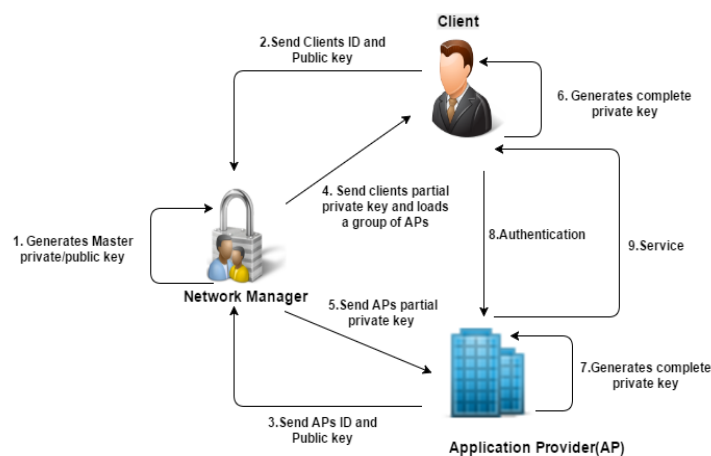 Client
2.Send Clients ID and
Public key
6. Generates complete
private key
4. Send clients partial
private key and loads
a group of APs
1. Generates Master
private/public key
8.Authentication
9.Service
Network Manager
5.Send APs partial
private key
7.Generates complete
private key
3.Send APs ID and
Public key
Application Provider(AP)